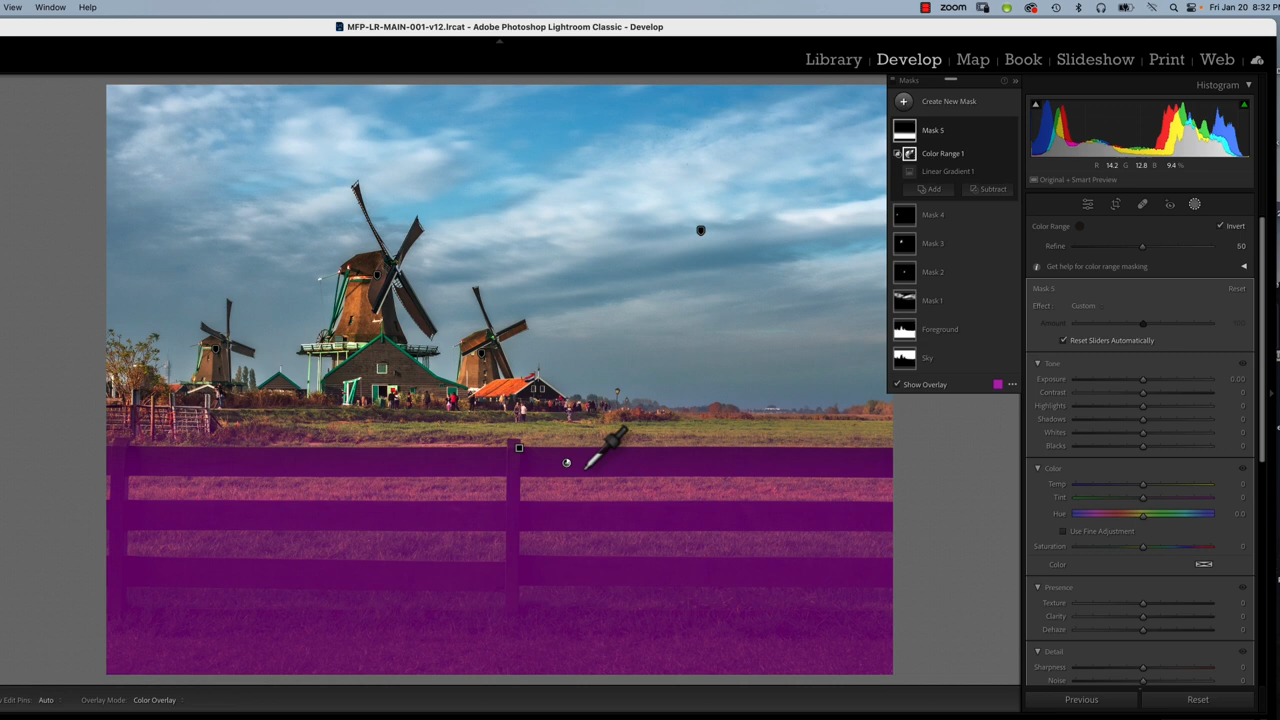 View Window Help zoom Fri Jan 20 8:32 P
MFP-LR-MAIN-001-v12.lrcat - Adobe Photoshop Lightroom Classic - Develop
Library | Develop | Map | Book | Slideshow | Print | Web
Masks
Create New Mask
Mask 5
Color Range 1
Linear Gradient 1
Add Subtract
Mask 4
Mask 3
Mask 2
Mask 1
Foreground
Sky
Show Overlay
Histogram
R 14.2 G 12.8 B 9.4 %
Original + Smart Preview
Color Range Invert
Refine 50
Get help for color range masking
Mask 5 Reset
Effect : Custom
Amount 100
Reset Sliders Automatically
Tone
Exposure 0.00
Contrast 0
Highlights 0
Shadows 0
Whites 0
Blacks 0
Color
Temp 0
Tint 0
Hue 0.0
Use Fine Adjustment
Saturation 0
Color
Presence
Texture 0
Clarity 0
Dehaze 0
Detail
Sharpness 0
Noise 0
Edit Pins: Auto Overlay Mode: Color Overlay
Previous Reset